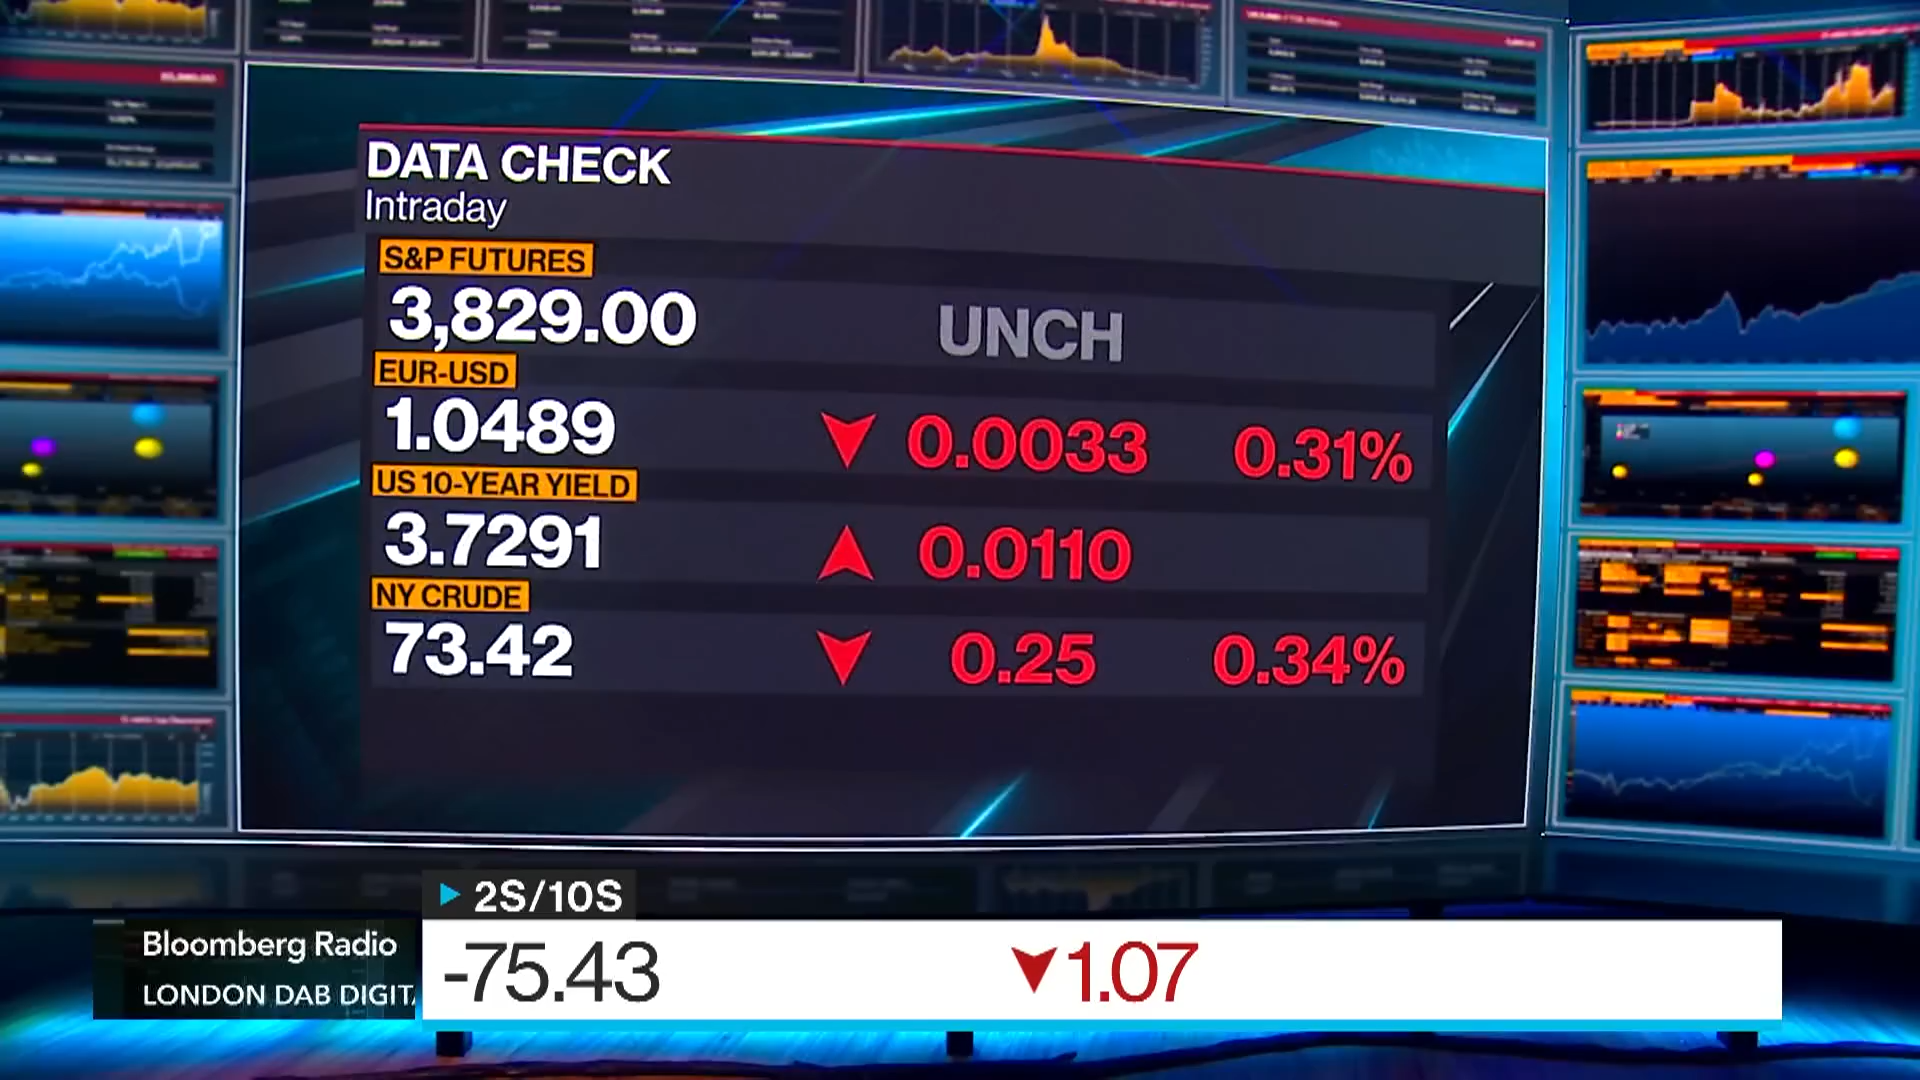 DATA CHECK
Intraday
S&P FUTURES
3,829.00 UNCH
EUR-USD
1.0489 ▼ 0.0033 0.31%
US 10-YEAR YIELD
3.7291 ▲ 0.0110
NY CRUDE
73.42 ▼ 0.25 0.34%
2S/10S
Bloomberg Radio
LONDON DAB DIGIT
-75.43 ▼1.07